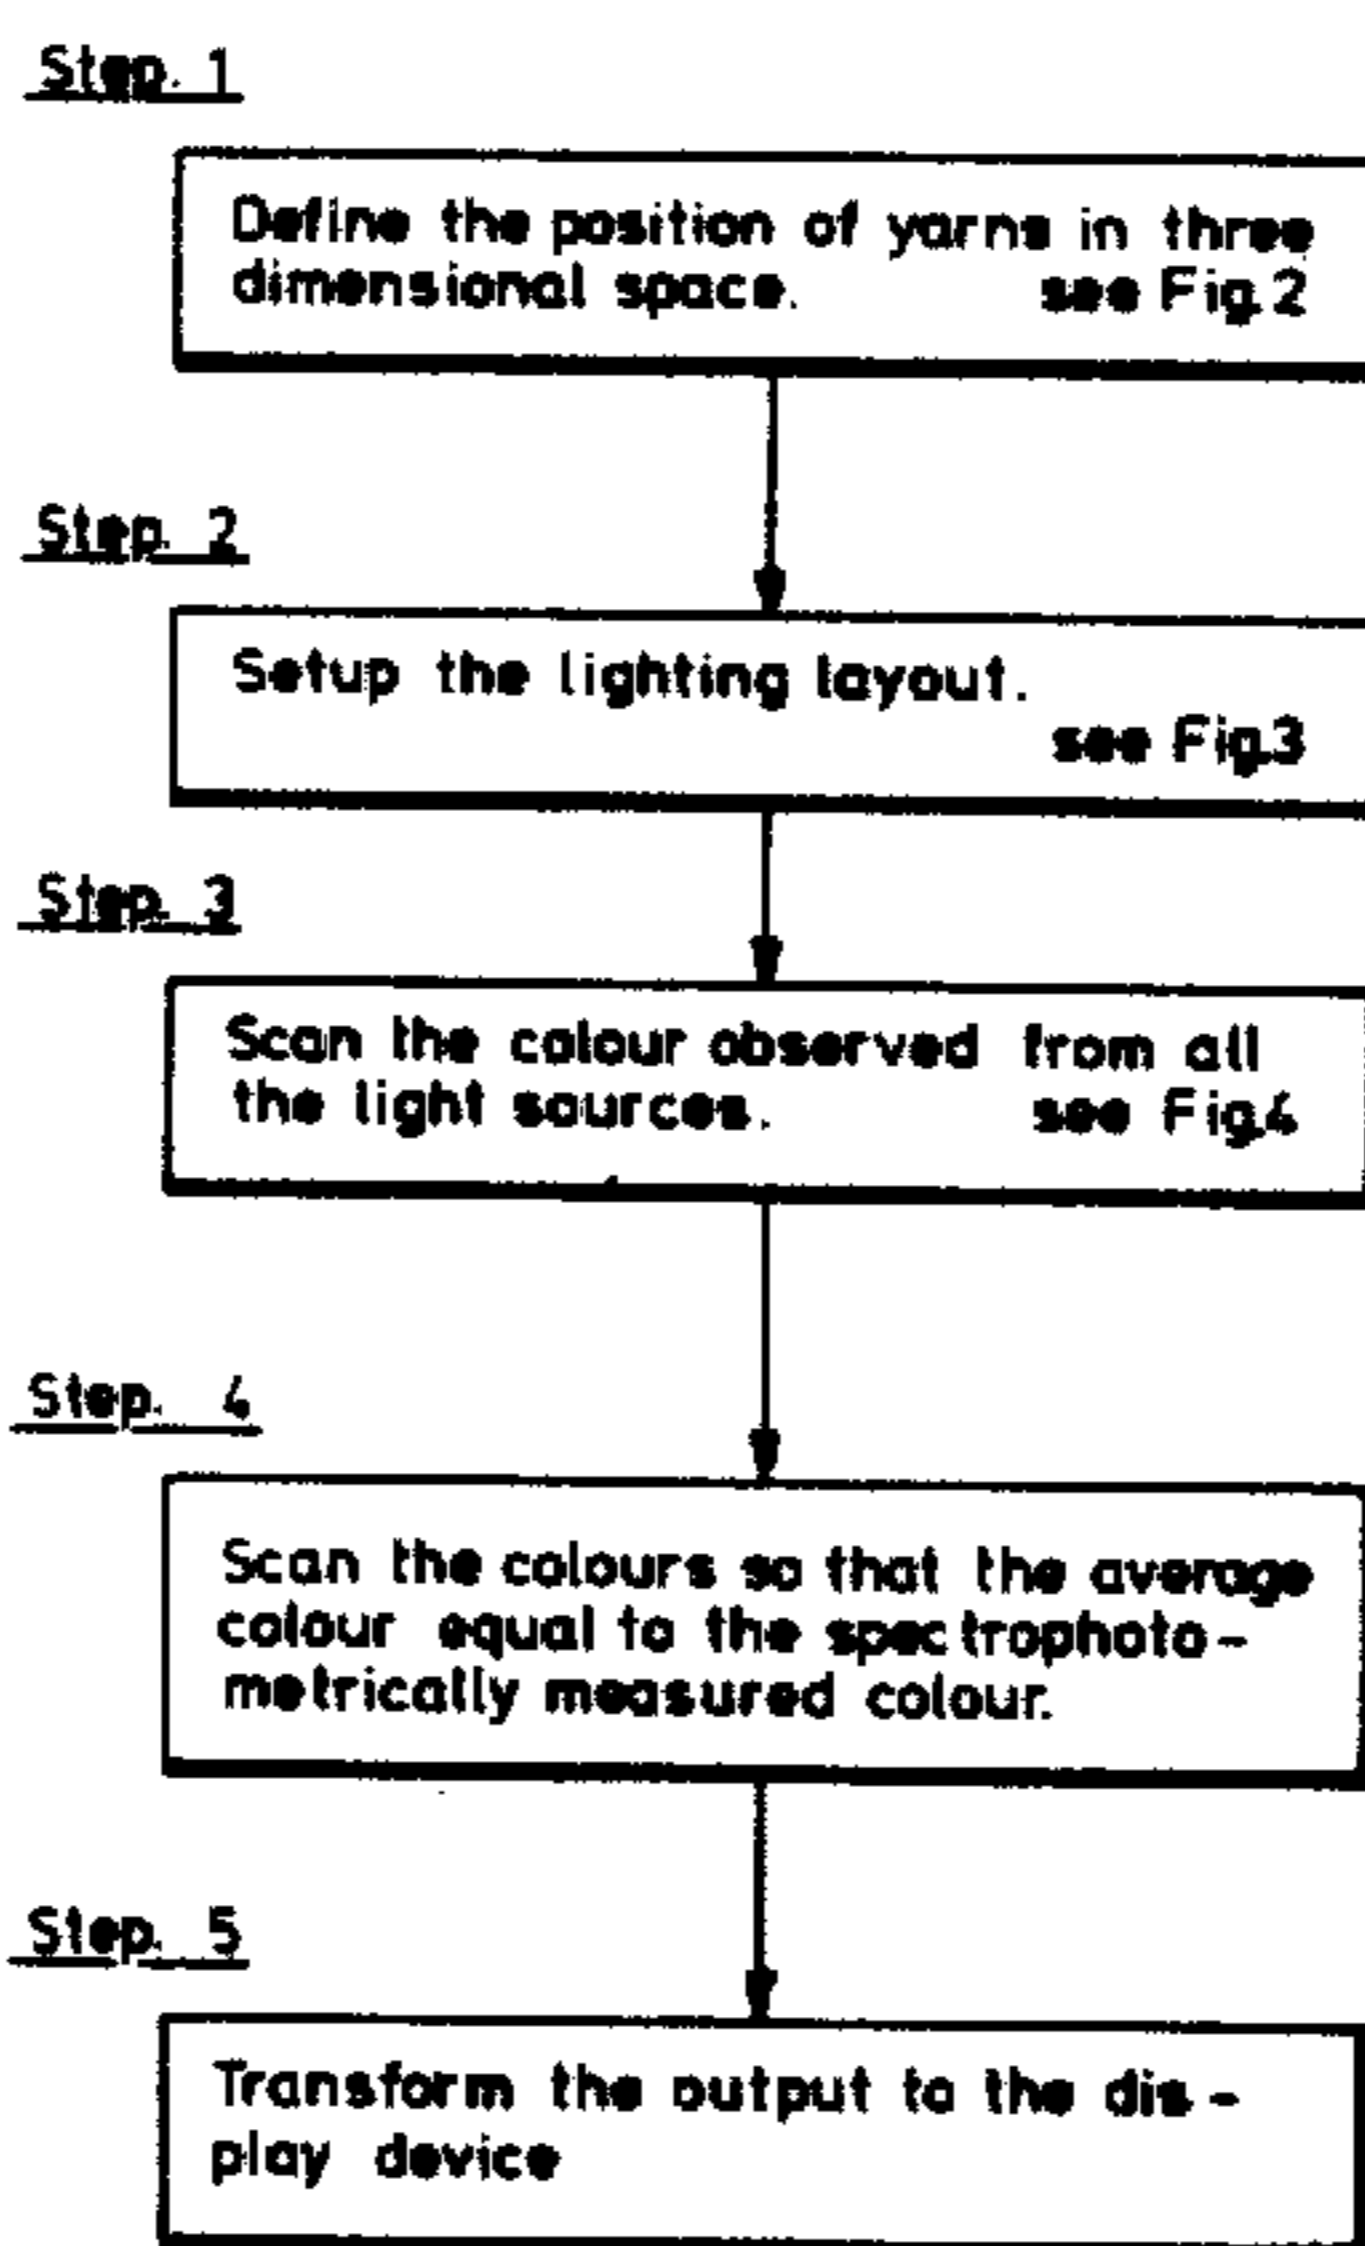 Step. 1
Define the position of yarns in three
dimensional space. see Fig.2
Step. 2
Setup the lighting layout.
see Fig.3
Step. 3
Scan the colour observed from all
the light sources. see Fig.4
Step. 4
Scan the colours so that the average
colour equal to the spectrophoto-
metrically measured colour.
Step. 5
Transform the output to the dis-
play device